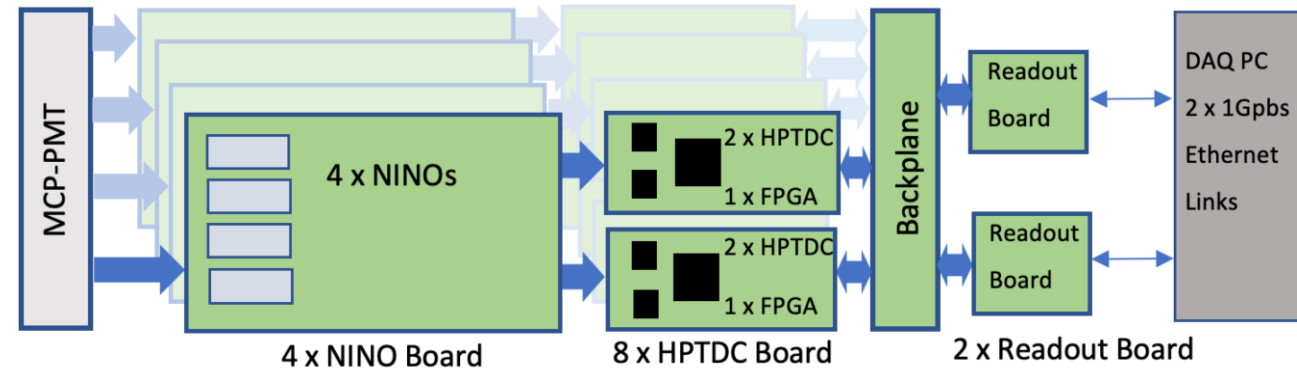 MCP-PMT
4 x NINOs
4 x NINO Board
2 x HPTDC
1 x FPGA
2 x HPTDC
1 x FPGA
8 x HPTDC Board
Backplane
Readout
Board
Readout
Board
2 x Readout Board
DAQ PC
2 x 1Gpbs
Ethernet
Links